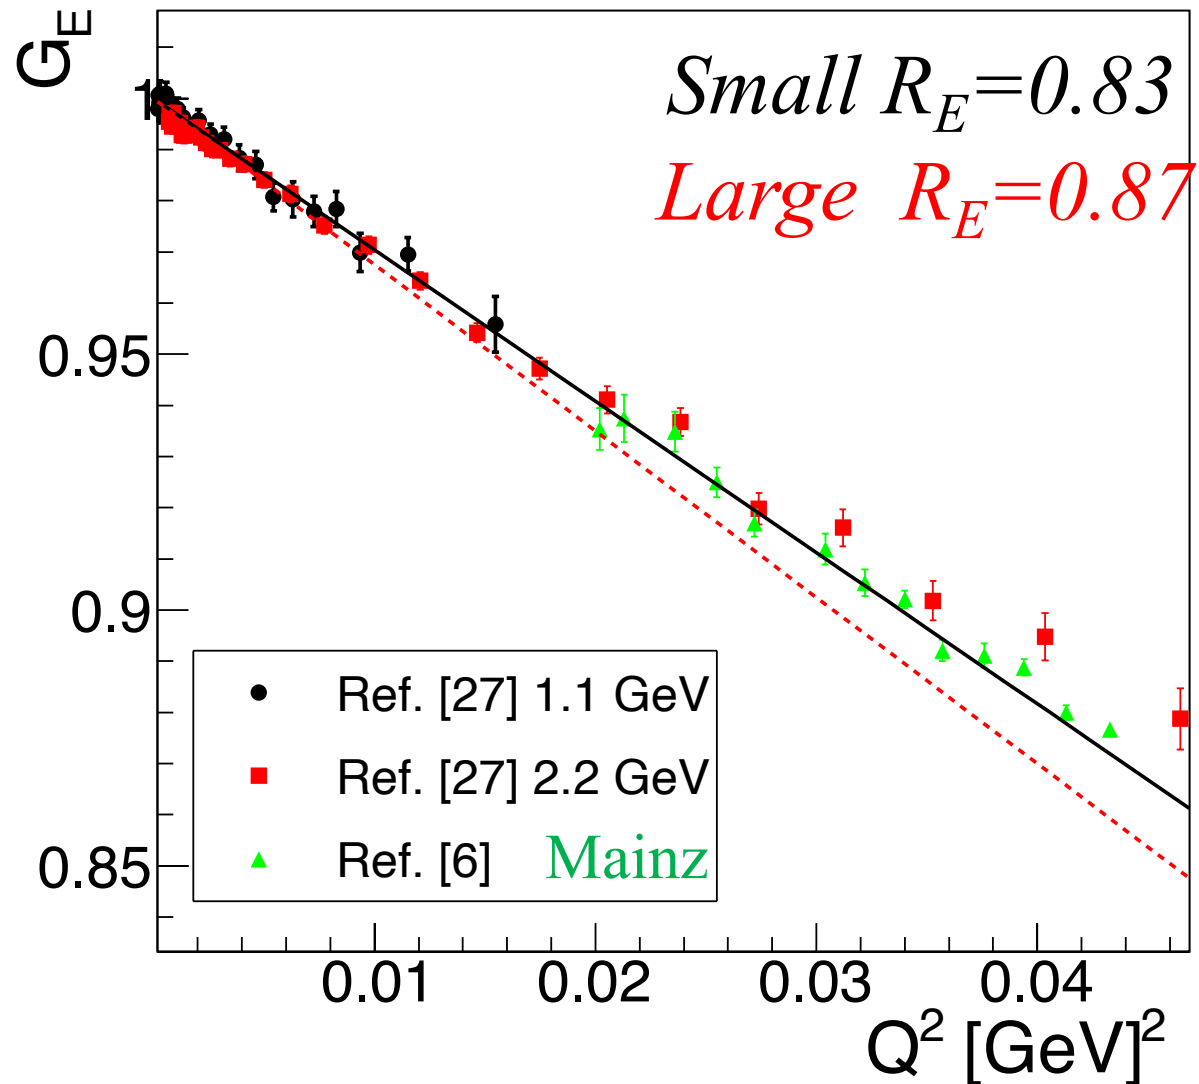 G_E
Small R_E=0.83
Large R_E=0.87
1
0.95
0.9
0.85
Ref. [27] 1.1 GeV
Ref. [27] 2.2 GeV
Ref. [6] Mainz
0.01 0.02 0.03 0.04
Q² [GeV]²